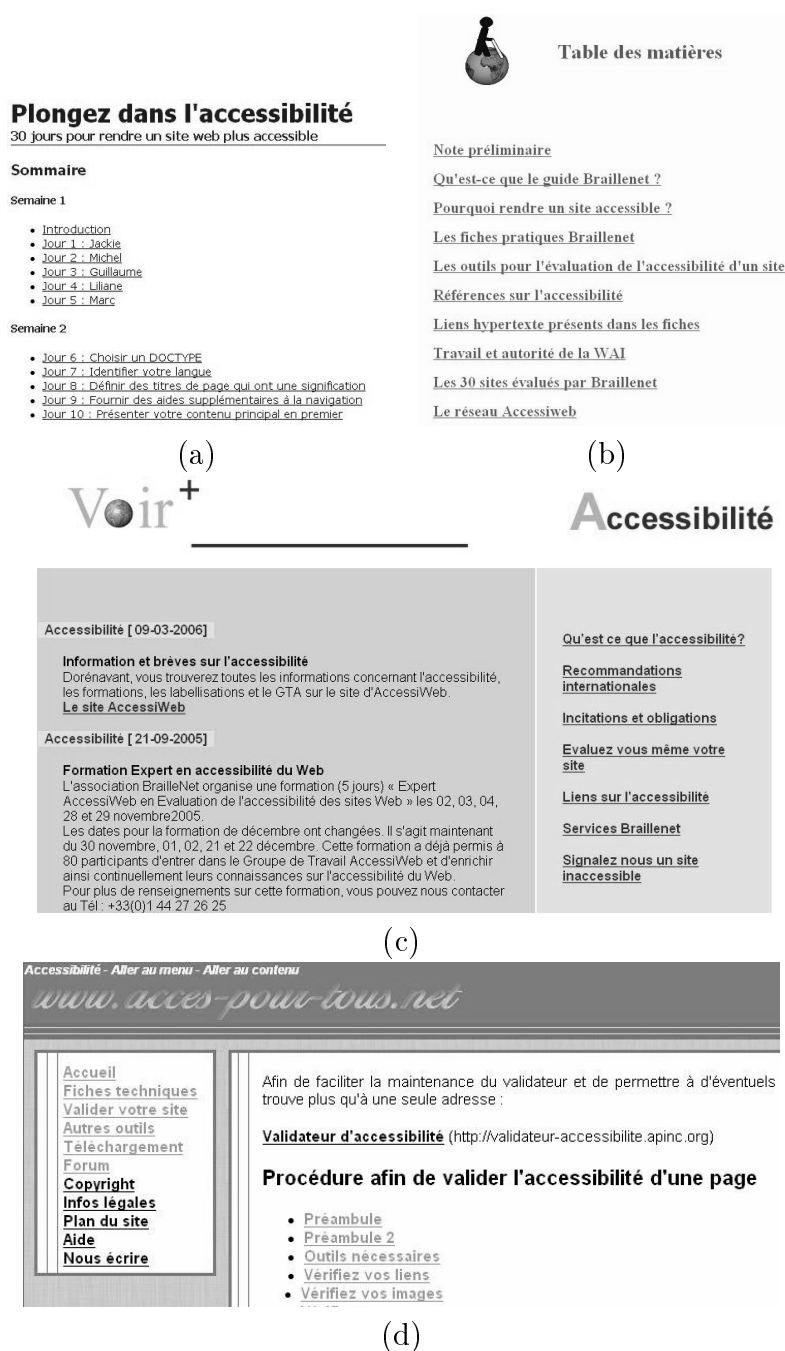 Plongez dans l'accessibilité
30 jours pour rendre un site web plus accessible
Sommaire
Semaine 1
Introduction
Jour 1 : Jackie
Jour 2 : Michel
Jour 3 : Guillaume
Jour 4 : Liliane
Jour 5 : Marc
Semaine 2
Jour 6 : Choisir un DOCTYPE
Jour 7 : Identifier votre langue
Jour 8 : Définir des titres de page qui ont une signification
Jour 9 : Fournir des aides supplémentaires à la navigation
Jour 10 : Présenter votre contenu principal en premier
(a)
Table des matières
Note préliminaire
Qu'est-ce que le guide Braillenet ?
Pourquoi rendre un site accessible ?
Les fiches pratiques Braillenet
Les outils pour l'évaluation de l'accessibilité d'un site
Références sur l'accessibilité
Liens hypertexte présents dans les fiches
Travail et autorité de la WAI
Les 30 sites évalués par Braillenet
Le réseau Accessiweb
(b)
Voir +
Accessibilité
Accessibilité [ 09-03-2006]
Information et brèves sur l'accessibilité
Dorénavant, vous trouverez toutes les informations concernant l'accessibilité,
les formations, les labellisations et le GTA sur le site d'AccessiWeb.
Le site AccessiWeb
Accessibilité [ 21-09-2005]
Formation Expert en accessibilité du Web
L'association BrailleNet organise une formation (5 jours) « Expert
AccessiWeb en Evaluation de l'accessibilité des sites Web » les 02, 03, 04,
28 et 29 novembre2005.
Les dates pour la formation de décembre ont changées. Il s'agit maintenant
du 30 novembre, 01, 02, 21 et 22 décembre. Cette formation a déjà permis à
80 participants d'entrer dans le Groupe de Travail AccessiWeb et d'enrichir
ainsi continuellement leurs connaissances sur l'accessibilité du Web.
Pour plus de renseignements sur cette formation, vous pouvez nous contacter
au Tél : +33(0)1 44 27 26 25
Qu'est ce que l'accessibilité?
Recommandations
internationales
Incitations et obligations
Evaluez vous même votre
site
Liens sur l'accessibilité
Services Braillenet
Signalez nous un site
inaccessible
(c)
Accessibilité - Aller au menu - Aller au contenu
www.acces-pour-tous.net
Accueil
Fiches techniques
Valider votre site
Autres outils
Téléchargement
Forum
Copyright
Infos légales
Plan du site
Aide
Nous écrire
Afin de faciliter la maintenance du validateur et de permettre à d'éventuels
trouve plus qu'à une seule adresse :
Validateur d'accessibilité (http://validateur-accessibilite.apinc.org)
Procédure afin de valider l'accessibilité d'une page
Préambule
Préambule 2
Outils nécessaires
Vérifiez vos liens
Vérifiez vos images
(d)